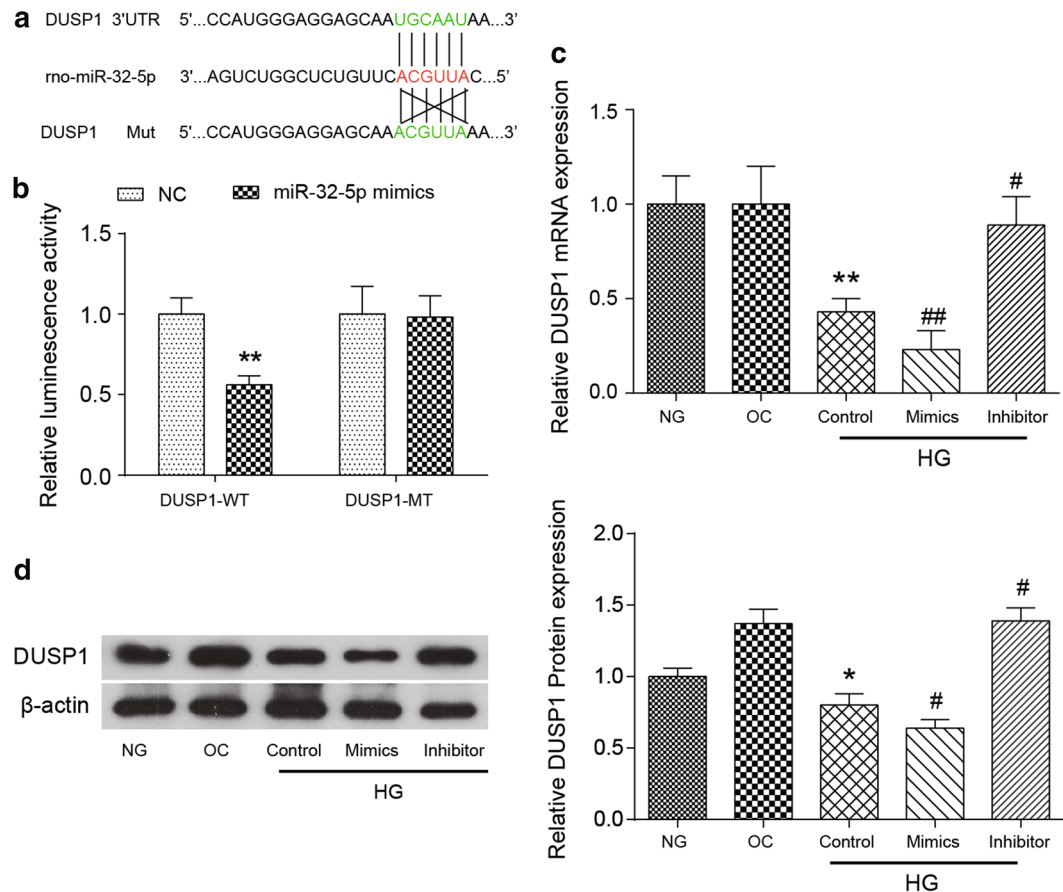 a
DUSP1 3'UTR 5'...CCAUGGGAGGAGCAAUGCAAUAA...3'
rno-miR-32-5p 3'...AGUCUGGCUCUGUUCACGUUAC...5'
DUSP1 Mut 5'...CCAUGGGAGGAGCAAACGUUAAA...3'
b
NC miR-32-5p mimics
Relative luminescence activity
1.5
1.0
0.5
0.0
**
DUSP1-WT DUSP1-MT
c
Relative DUSP1 mRNA expression
1.5
1.0
0.5
0.0
**
##
#
NG OC Control Mimics Inhibitor
HG
d
DUSP1
β-actin
NG OC Control Mimics Inhibitor
HG
Relative DUSP1 Protein expression
2.0
1.5
1.0
0.5
0.0
*
#
#
NG OC Control Mimics Inhibitor
HG